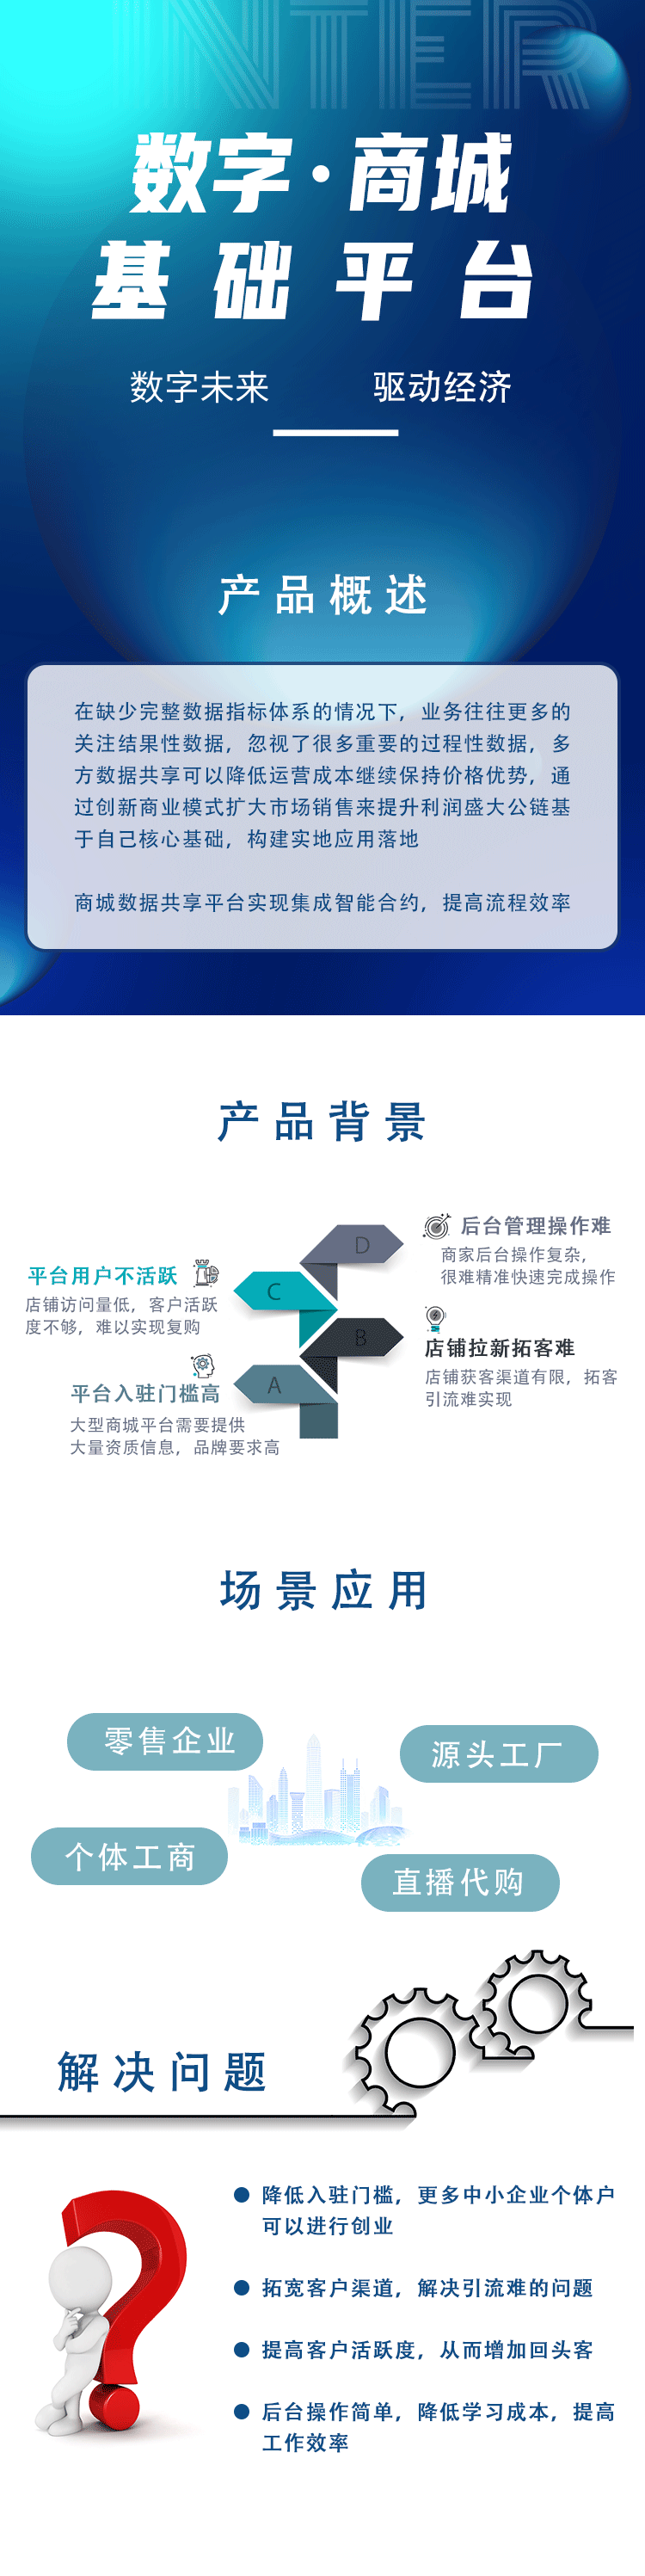 INTER
数字·商城
基础平台
数字未来 驱动经济
产品概述
在缺少完整数据指标体系的情况下，业务往往更多的
关注结果性数据，忽视了很多重要的过程性数据，多
方数据共享可以降低运营成本继续保持价格优势，通
过创新商业模式扩大市场销售来提升利润盛大公链基
于自己核心基础，构建实地应用落地
商城数据共享平台实现集成智能合约，提高流程效率
产品背景
D
后台管理操作难
商家后台操作复杂，
很难精准快速完成操作
平台用户不活跃
店铺访问量低，客户活跃
度不够，难以实现复购
C
B
店铺拉新拓客难
店铺获客渠道有限，拓客
引流难实现
平台入驻门槛高
大型商城平台需要提供
大量资质信息，品牌要求高
A
场景应用
零售企业
源头工厂
个体工商
直播代购
解决问题
降低入驻门槛，更多中小企业个体户
可以进行创业
拓宽客户渠道，解决引流难的问题
提高客户活跃度，从而增加回头客
后台操作简单，降低学习成本，提高
工作效率